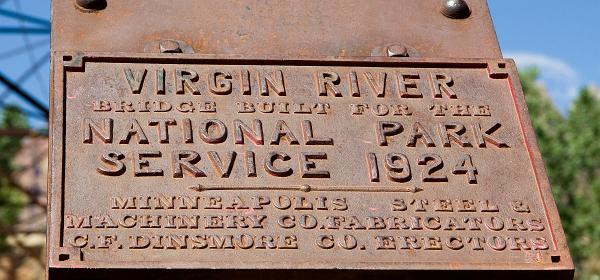 VIRGIN RIVER
BRIDGE BUILT FOR THE
NATIONAL PARK
SERVICE 1924
MINNEAPOLIS STEEL &
MACHINERY CO. FABRICATORS
C.F. DINSMORE CO. ERECTORS